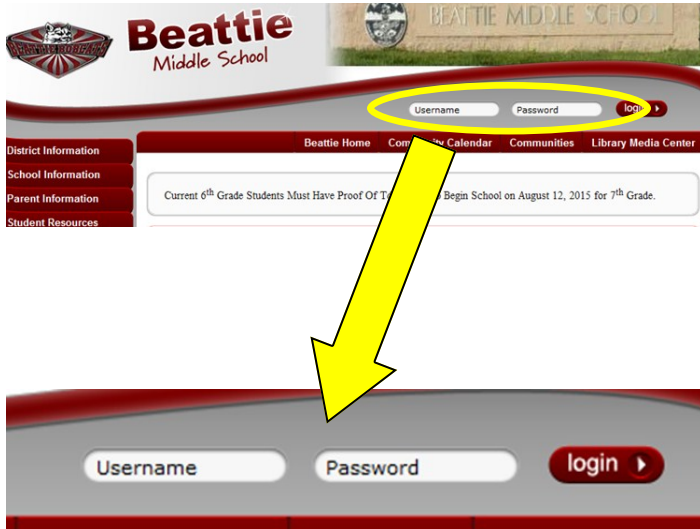 BEATTIE BOBCATS
Beattie
Middle School
BEATTIE MIDDLE SCHOOL
Username
Password
login
District Information
School Information
Parent Information
Student Resources
Beattie Home
Calendar
Communities
Library Media Center
Current 6th Grade Students Must Have Proof Of Begin School on August 12, 2015 for 7th Grade.
Username
Password
login